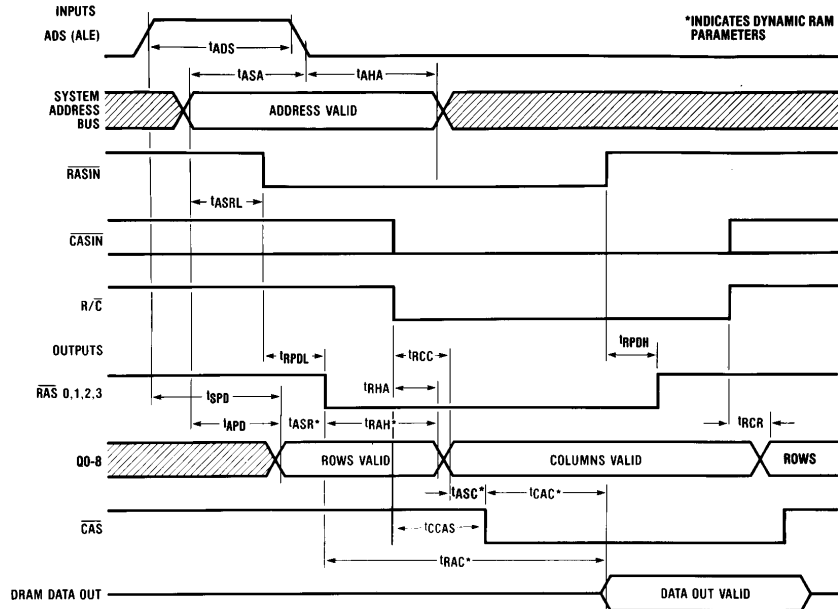 INPUTS
*INDICATES DYNAMIC RAM
PARAMETERS
ADS (ALE)
tADS
tASA
tAHA
SYSTEM
ADDRESS
BUS
ADDRESS VALID
RASIN
tASRL
CASIN
R/C
OUTPUTS
tRPDL
tRCC
tRPDH
RAS 0,1,2,3
tRHA
tSPD
tAPD
tASR*
tRAH*
tRCR
Q0-8
ROWS VALID
COLUMNS VALID
ROWS
tASC*
tCAC*
CAS
tCCAS
tRAC*
DRAM DATA OUT
DATA OUT VALID